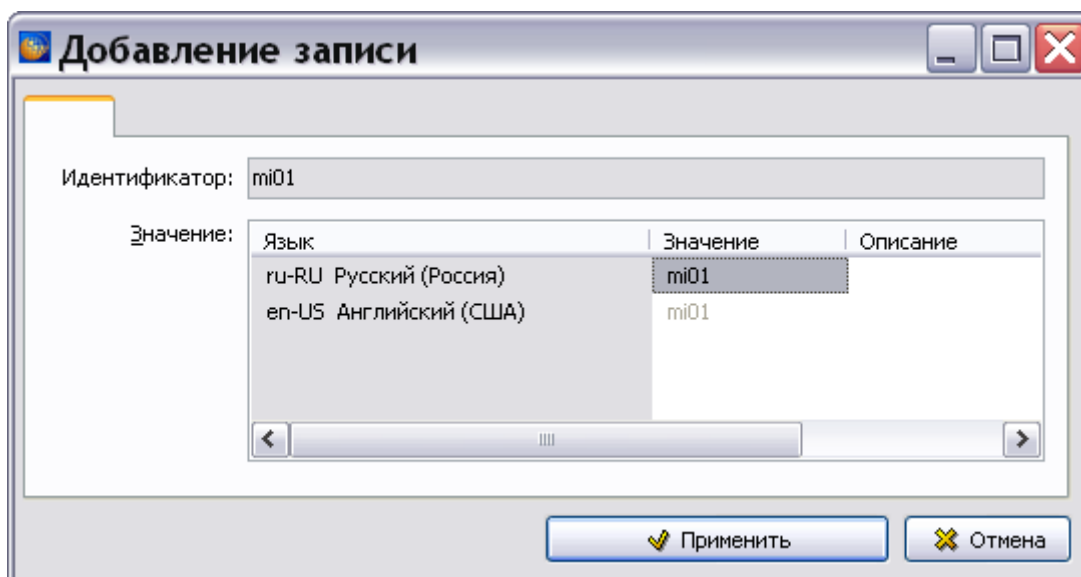 Добавление записи
Идентификатор: mi01
Значение:
Язык Значение Описание
ru-RU Русский (Россия) mi01
en-US Английский (США) mi01
Применить Отмена